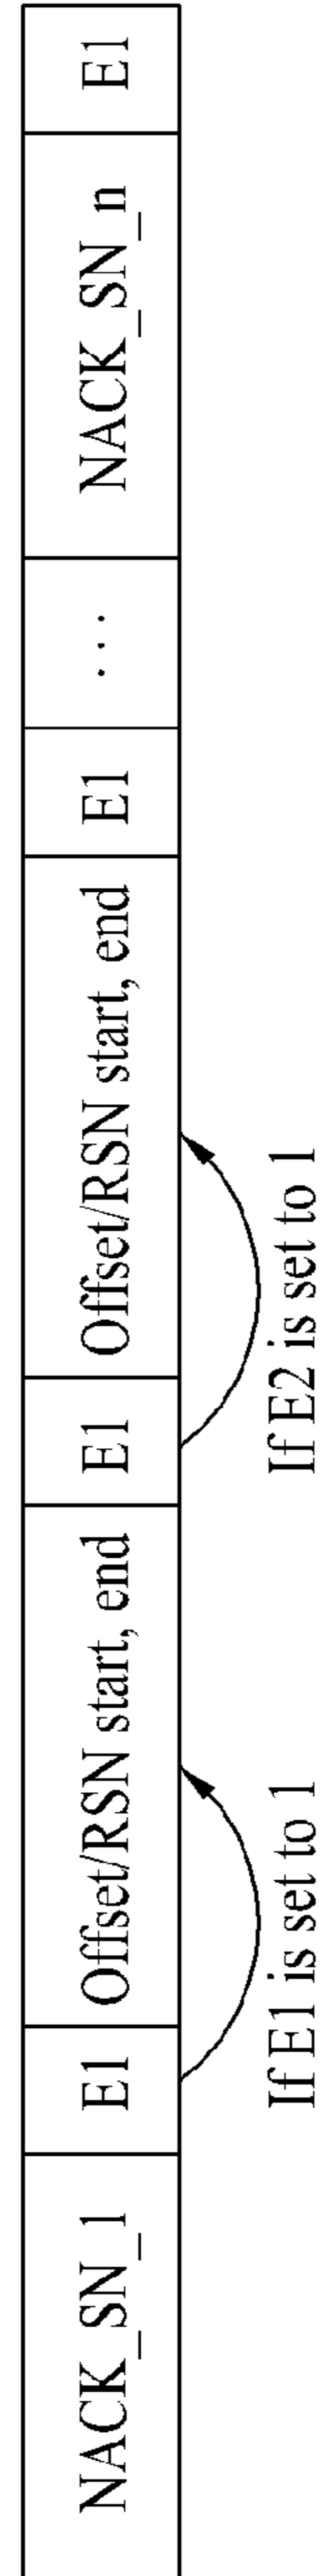 NACK_SN_1
E1
Offset/RSN start, end
E1
Offset/RSN start, end
E1
...
NACK_SN_n
E1
If E1 is set to 1
If E2 is set to 1